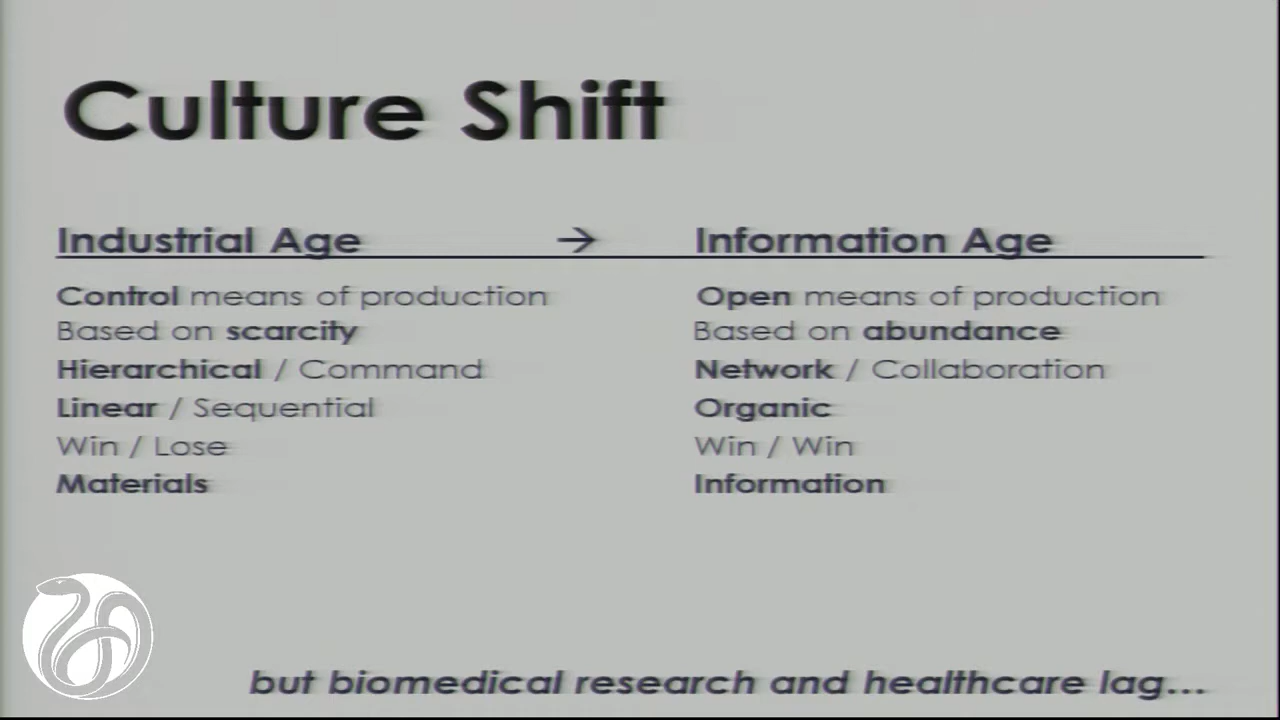 Culture Shift
Industrial Age → Information Age
Control means of production Open means of production
Based on scarcity Based on abundance
Hierarchical / Command Network / Collaboration
Linear / Sequential Organic
Win / Lose Win / Win
Materials Information
but biomedical research and healthcare lag...